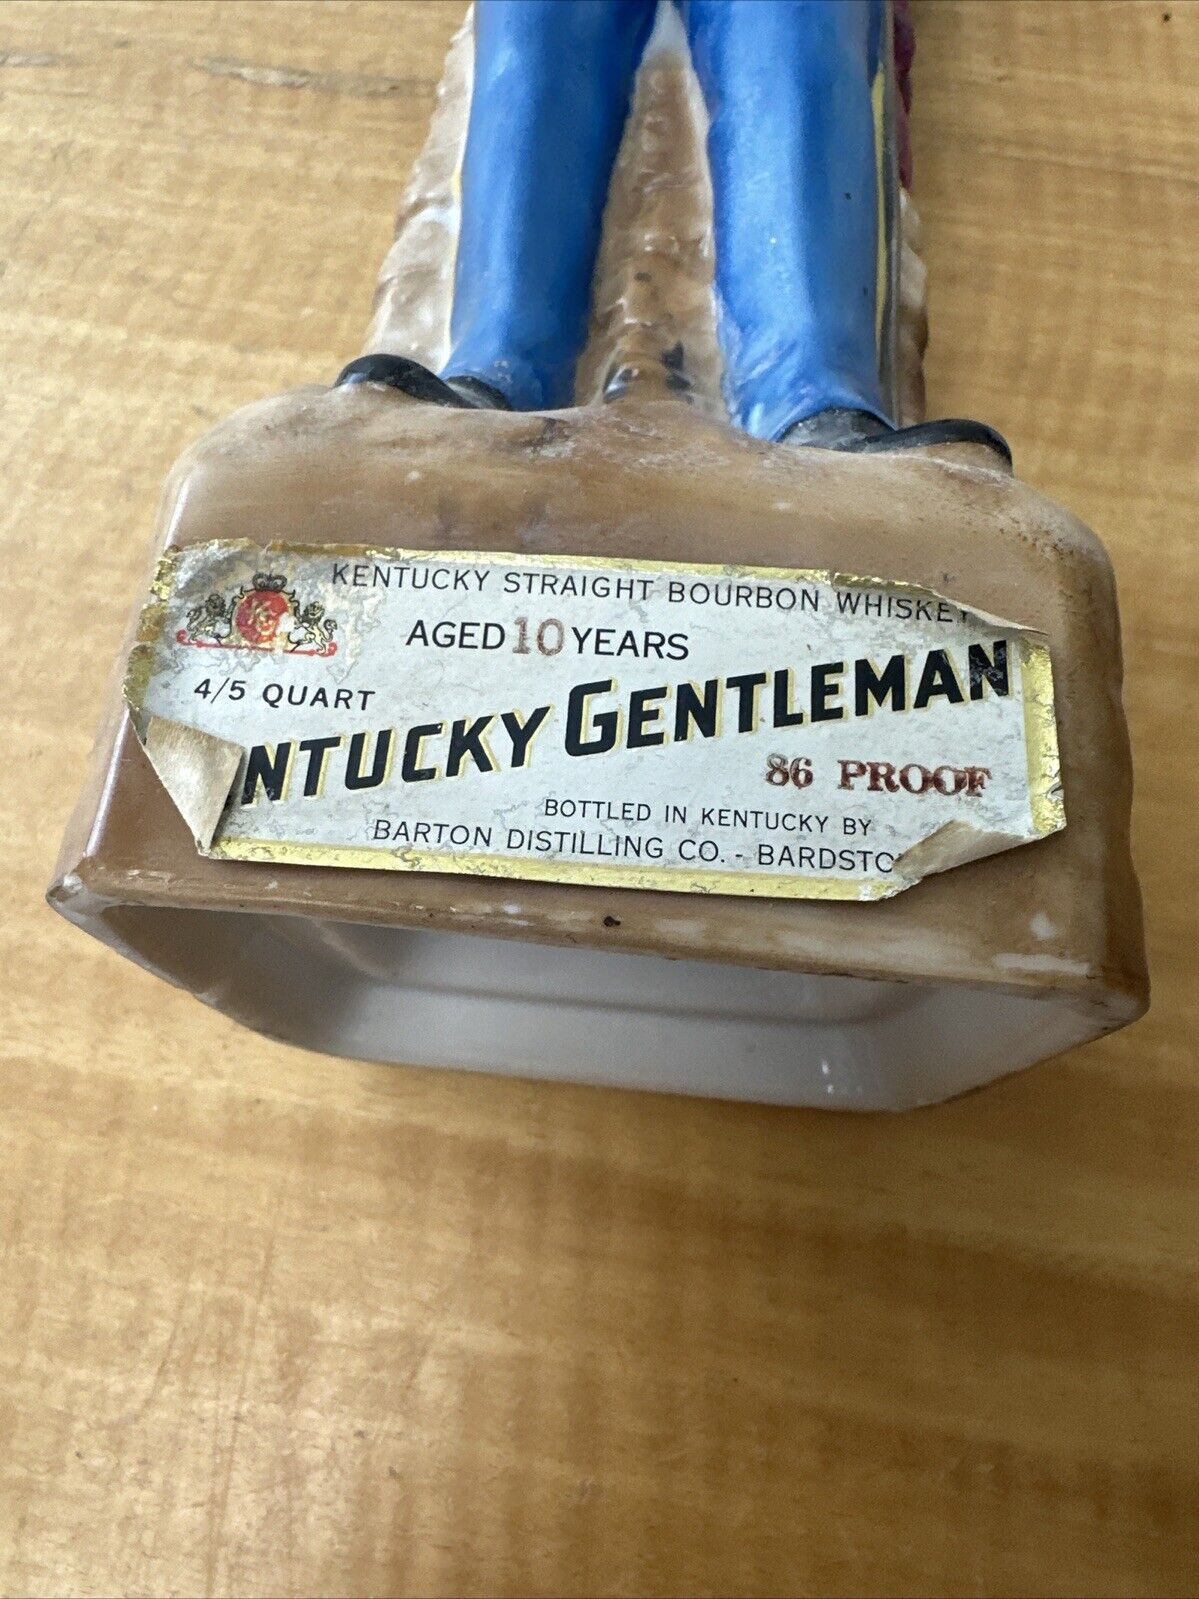 KENTUCKY STRAIGHT BOURBON WHISKEY
AGED 10 YEARS
4/5 QUART
NTUCKY GENTLEMAN
86 PROOF
BOTTLED IN KENTUCKY BY
BARTON DISTILLING CO. - BARDSTO